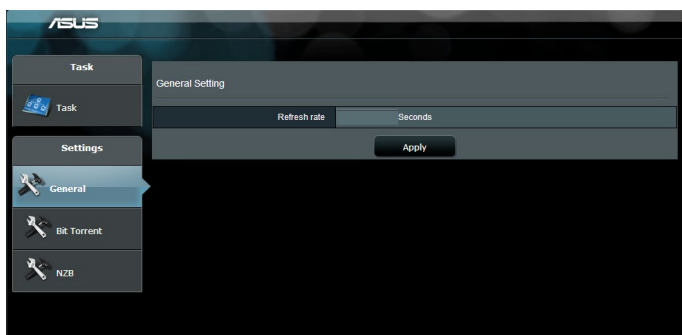 ASUS
Task
Task
General Setting
Refresh rate Seconds
Apply
Settings
General
Bit Torrent
NZB